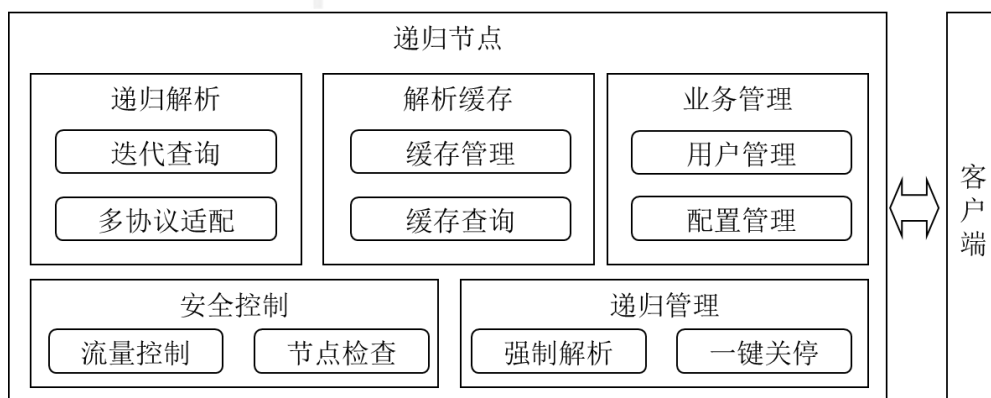 递归节点
递归解析
迭代查询
多协议适配
解析缓存
缓存管理
缓存查询
业务管理
用户管理
配置管理
安全控制
流量控制
节点检查
递归管理
强制解析
一键关停
客户端